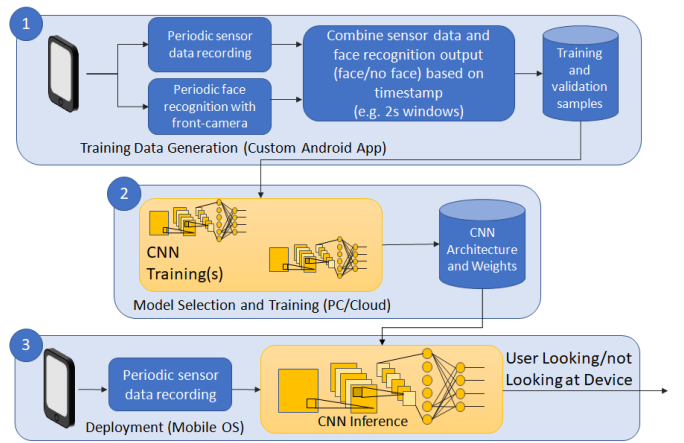 1
Periodic sensor
data recording
Periodic face
recognition with
front-camera
Combine sensor data and
face recognition output
(face/no face) based on
timestamp
(e.g. 2s windows)
Training
and
validation
samples
Training Data Generation (Custom Android App)
2
CNN
Training(s)
CNN
Architecture
and Weights
Model Selection and Training (PC/Cloud)
3
Periodic sensor
data recording
CNN Inference
User Looking/not
Looking at Device
Deployment (Mobile OS)